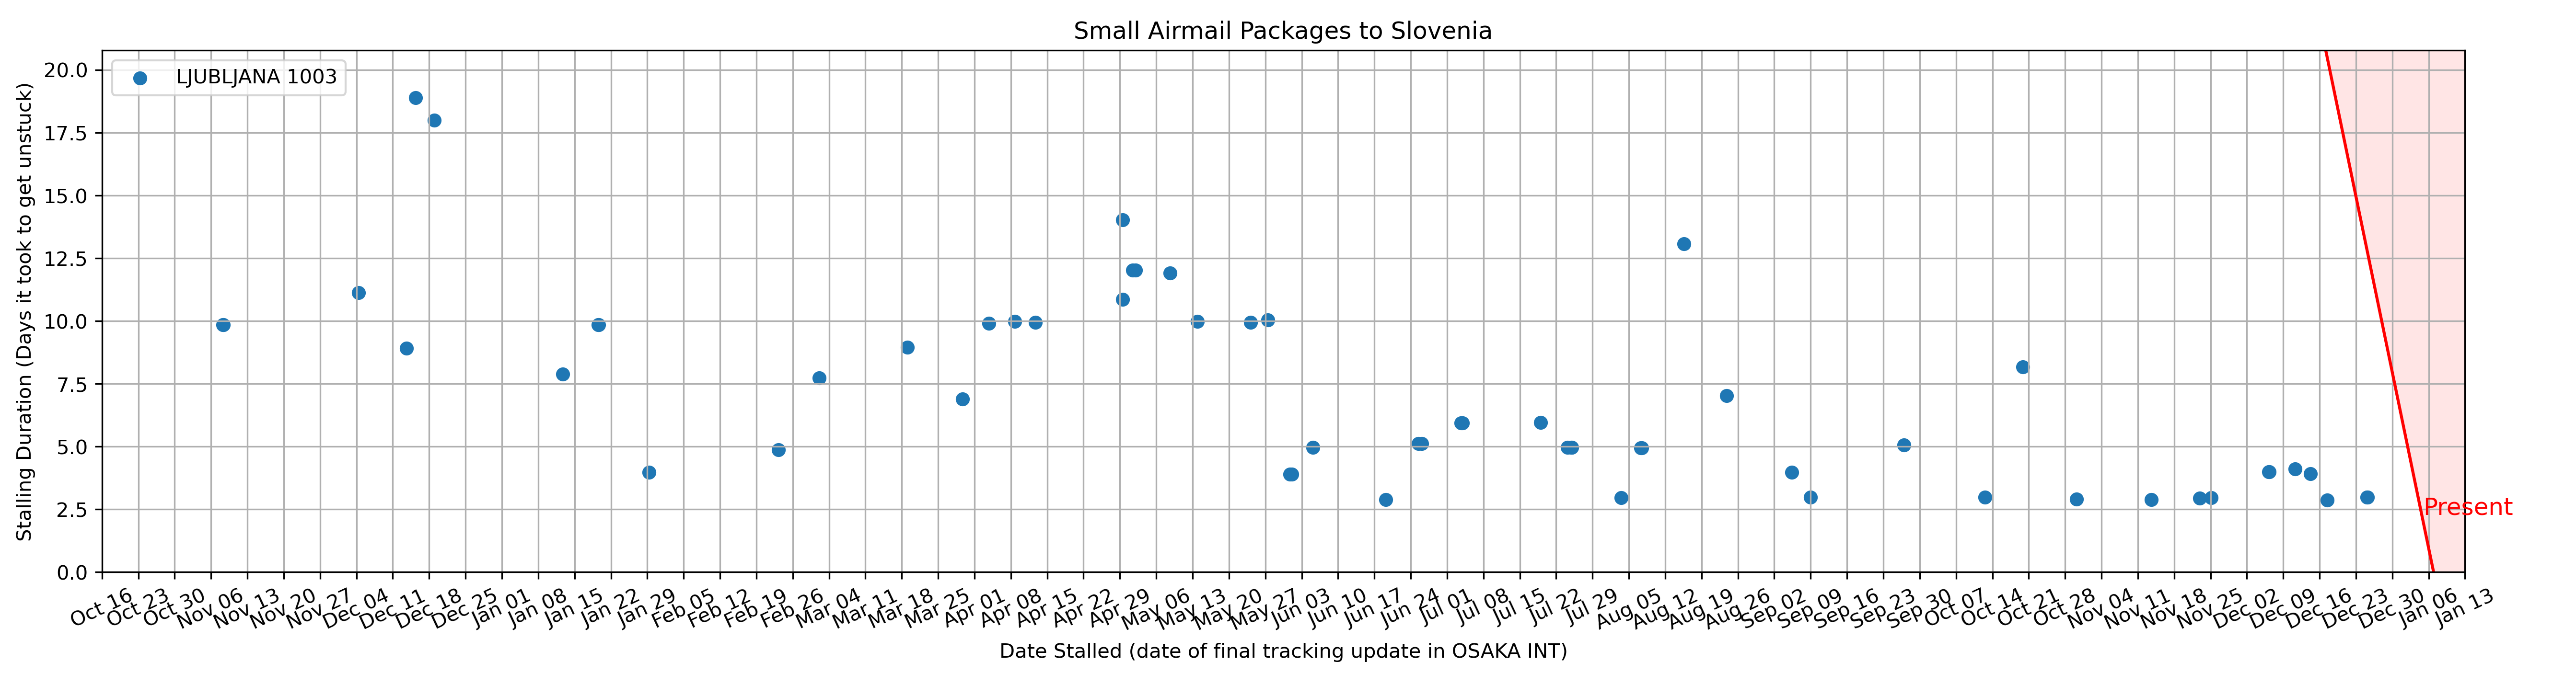 Small Airmail Packages to Slovenia
LJUBLJANA 1003
Stalling Duration (Days it took to get unstuck)
20.0
17.5
15.0
12.5
10.0
7.5
5.0
2.5
0.0
Present
Oct 16 Oct 23 Oct 30 Nov 06 Nov 13 Nov 20 Nov 27 Dec 04 Dec 11 Dec 18 Dec 25 Jan 01 Jan 08 Jan 15 Jan 22 Jan 29 Feb 05 Feb 12 Feb 19 Feb 26 Mar 04 Mar 11 Mar 18 Mar 25 Apr 01 Apr 08 Apr 15 Apr 22 Apr 29 May 06 May 13 May 20 May 27 Jun 03 Jun 10 Jun 17 Jun 24 Jul 01 Jul 08 Jul 15 Jul 22 Jul 29 Aug 05 Aug 12 Aug 19 Aug 26 Sep 02 Sep 09 Sep 16 Sep 23 Sep 30 Oct 07 Oct 14 Oct 21 Oct 28 Nov 04 Nov 11 Nov 18 Nov 25 Dec 02 Dec 09 Dec 16 Dec 23 Dec 30 Jan 06 Jan 13
Date Stalled (date of final tracking update in OSAKA INT)